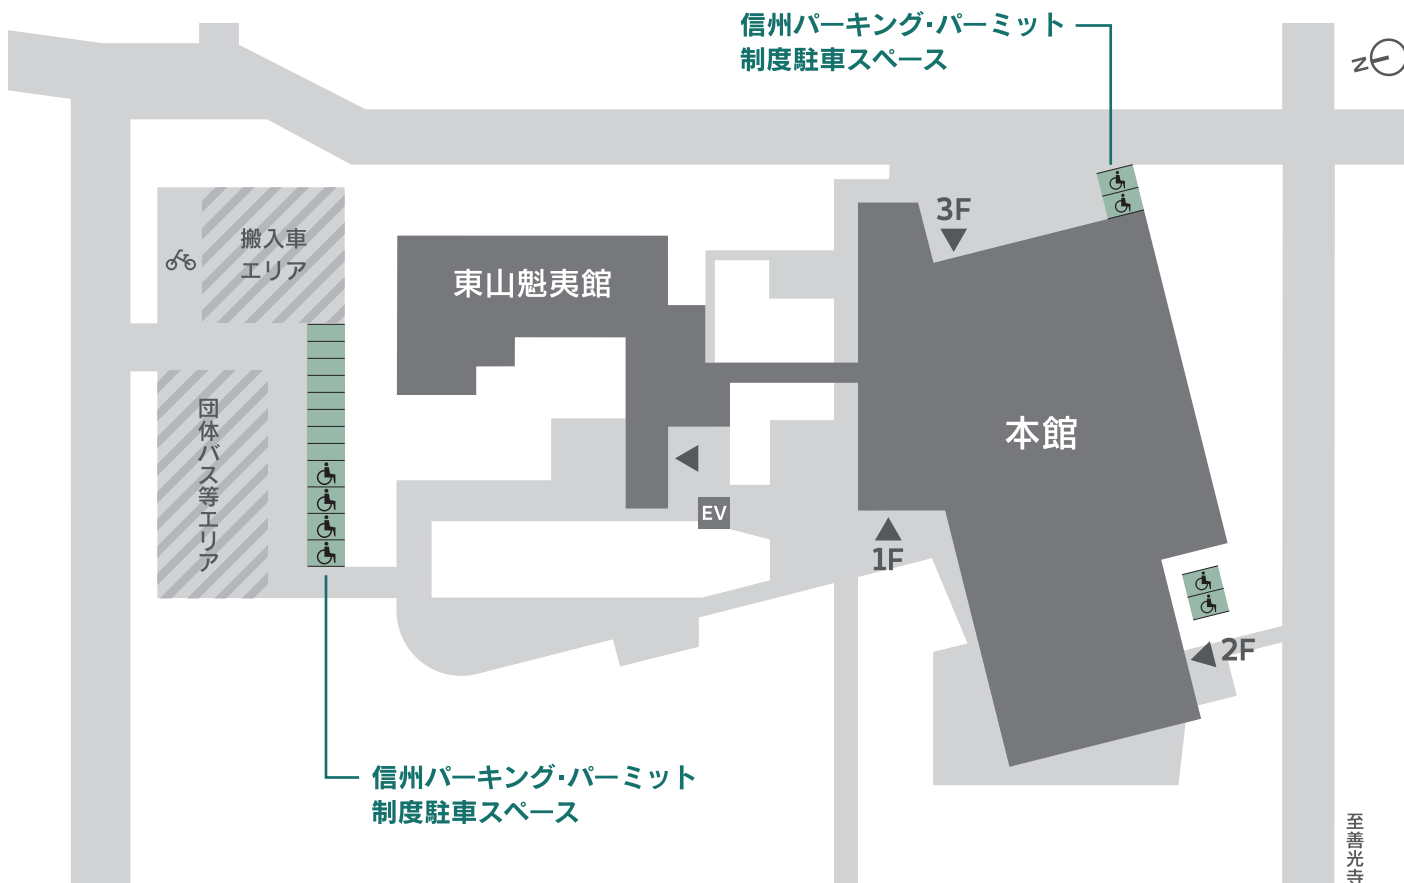 信州パーキング・パーミット
制度駐車スペース
N
3F
搬入車
エリア
東山魁夷館
団体バス等エリア
本館
EV
1F
2F
信州パーキング・パーミット
制度駐車スペース
至善光寺